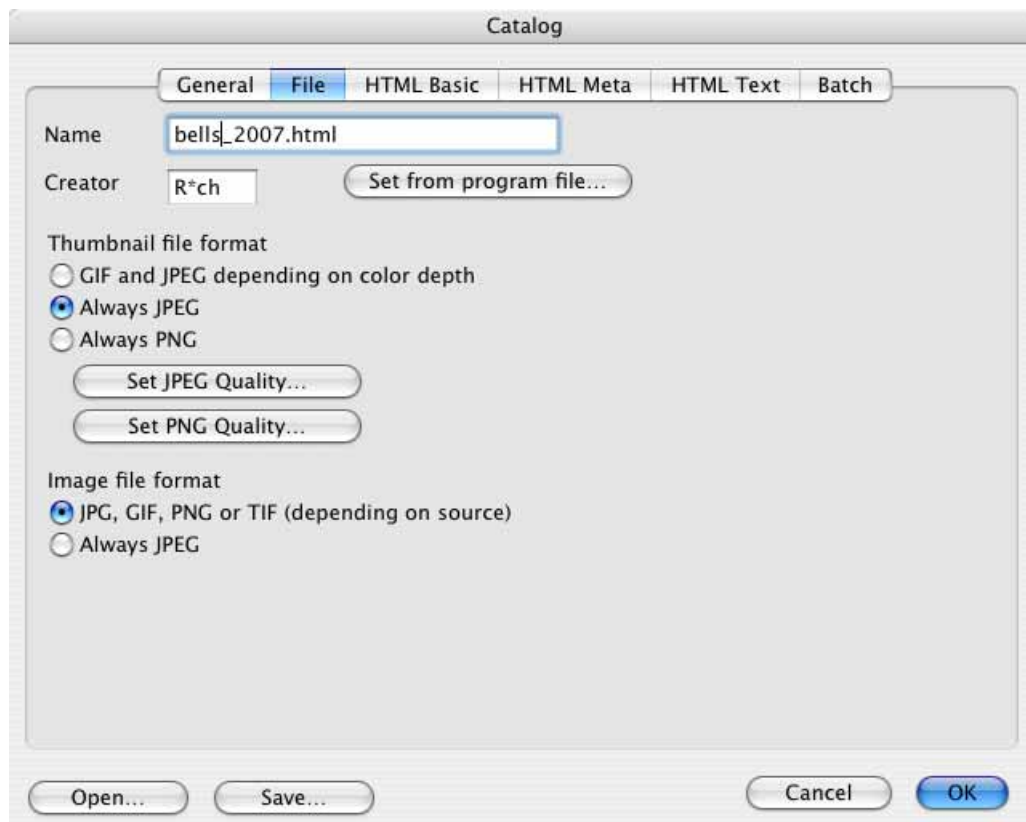 Catalog
General File HTML Basic HTML Meta HTML Text Batch
Name bells_2007.html
Creator R*ch Set from program file...
Thumbnail file format
GIF and JPEG depending on color depth
Always JPEG
Always PNG
Set JPEG Quality...
Set PNG Quality...
Image file format
JPG, GIF, PNG or TIF (depending on source)
Always JPEG
Open... Save... Cancel OK